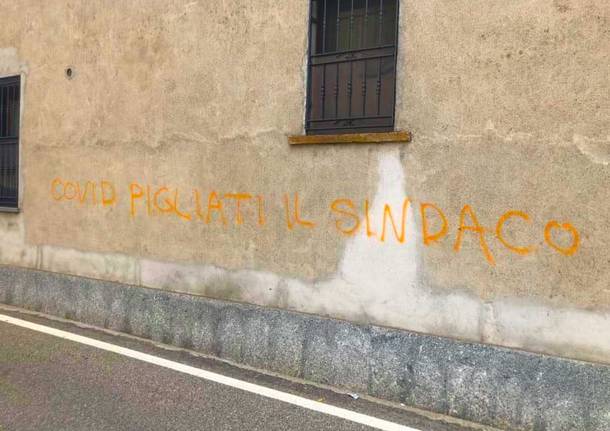 COVID PIGLIATI IL SINDACO